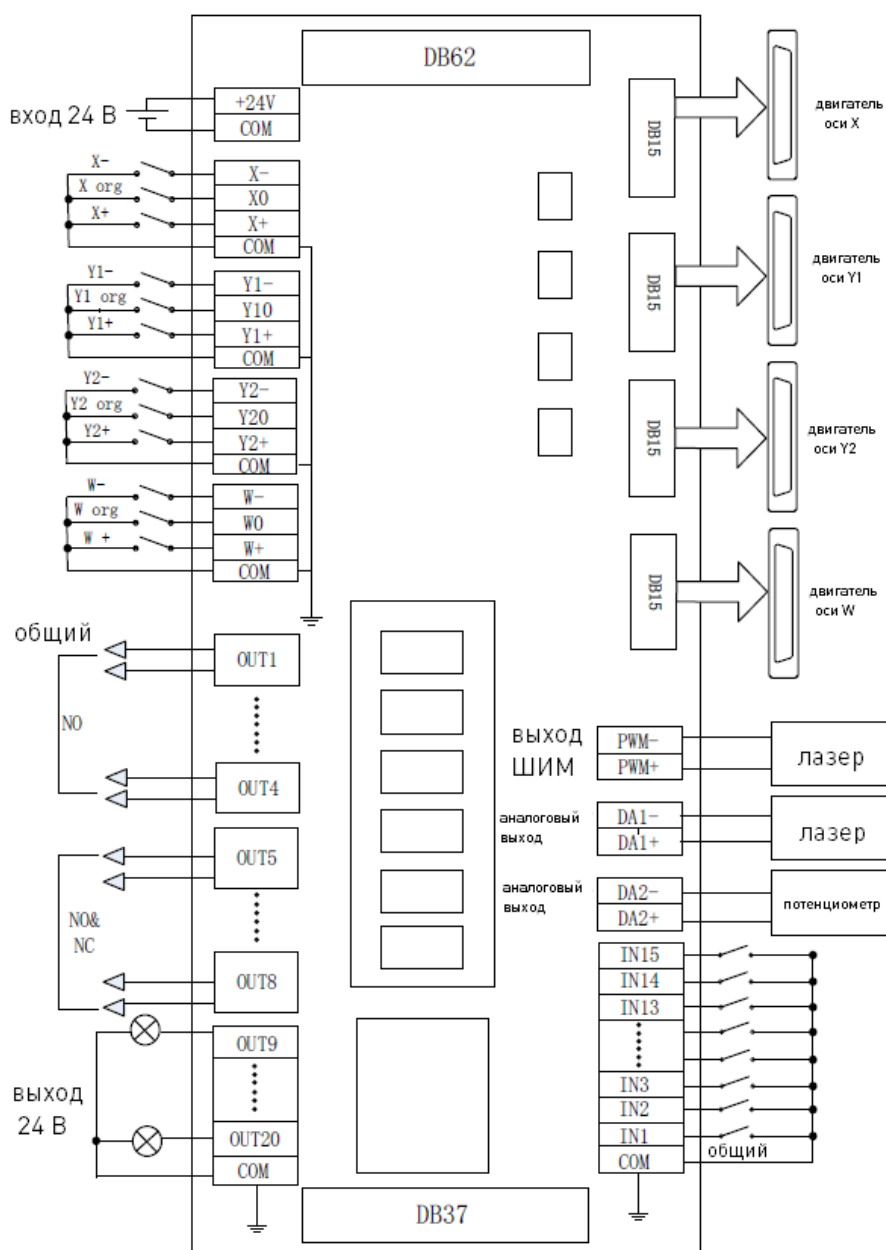 DB62
вход 24 В
+24V
COM
X-
X org
X+
X-
X0
X+
COM
Y1-
Y1 org
Y1+
Y1-
Y10
Y1+
COM
Y2-
Y2 org
Y2+
Y2-
Y20
Y2+
COM
W-
W org
W +
W-
W0
W+
COM
DB15
двигатель
оси X
DB15
двигатель
оси Y1
DB15
двигатель
оси Y2
DB15
двигатель
оси W
общий
NO
OUT1
OUT4
NO&
NC
OUT5
OUT8
выход
24 В
OUT9
OUT20
COM
выход
ШИМ
PWM-
PWM+
лазер
аналоговый
выход
DA1-
DA1+
лазер
аналоговый
выход
DA2-
DA2+
потенциометр
IN15
IN14
IN13
IN3
IN2
IN1
COM
общий
DB37